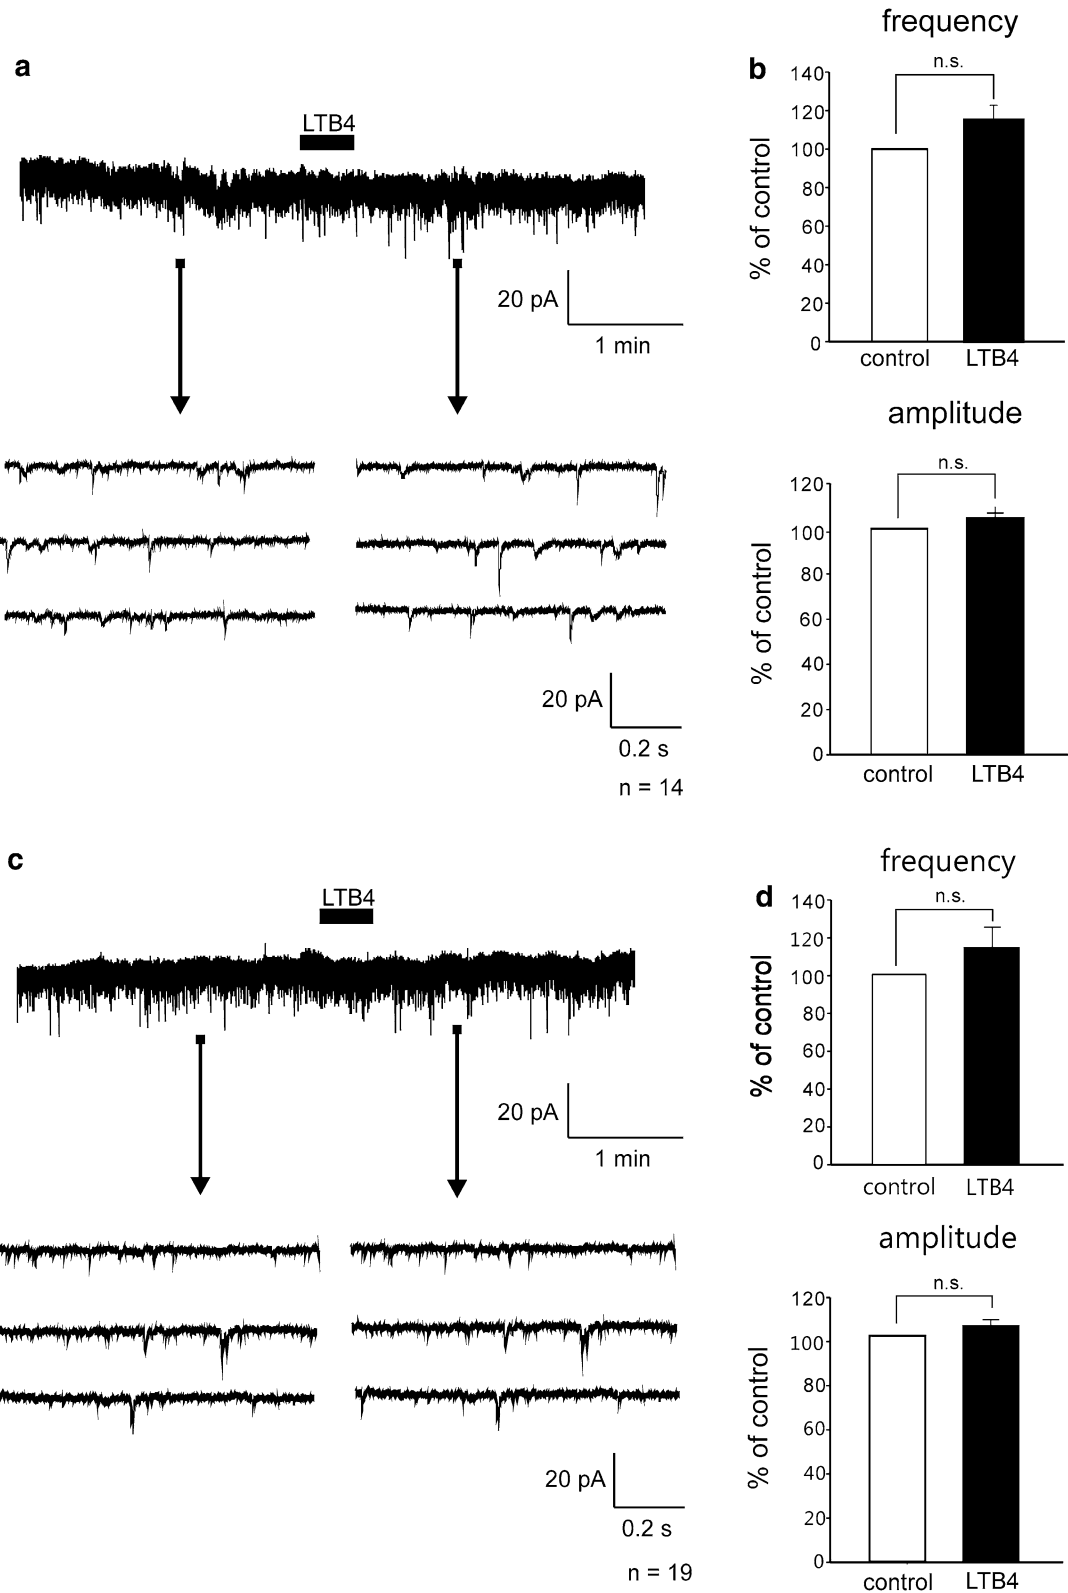 a
LTB4
20 pA
1 min
20 pA
0.2 s
n = 14
b
frequency
n.s.
% of control
140
120
100
80
60
40
20
0
control LTB4
amplitude
n.s.
% of control
120
100
80
60
40
20
0
control LTB4
c
LTB4
20 pA
1 min
20 pA
0.2 s
n = 19
d
frequency
n.s.
% of control
140
120
100
80
60
40
20
0
control LTB4
amplitude
n.s.
% of control
120
100
80
60
40
20
0
control LTB4